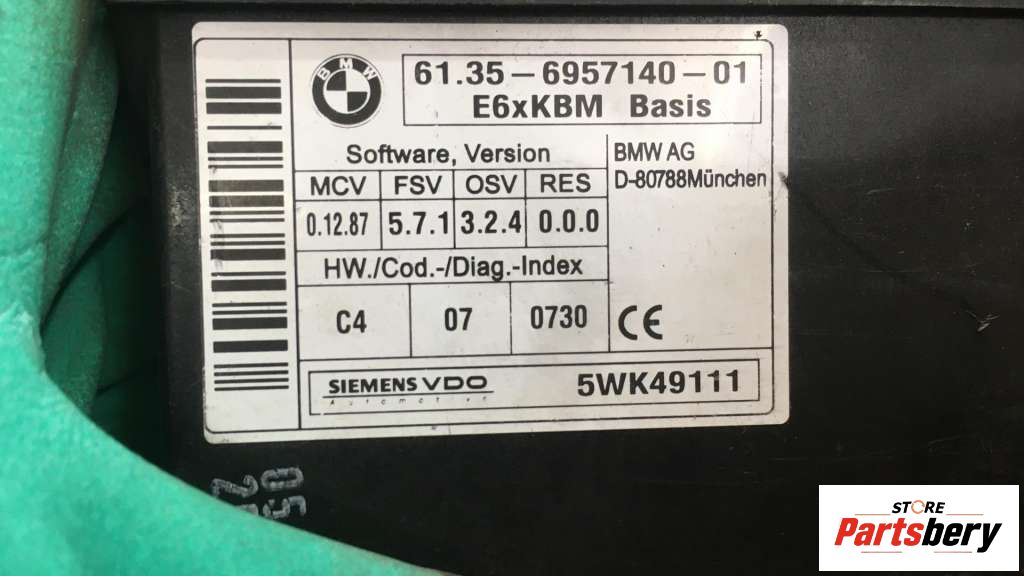 BMW
61.35-6957140-01
E6xKBM Basis
Software, Version
MCV FSV OSV RES
0.12.87 5.7.1 3.2.4 0.0.0
HW./Cod.-/Diag.-Index
C4 07 0730
BMW AG
D-80788München
CE
SIEMENS VDO
Automotive
5WK49111
05
STORE
Partsbery